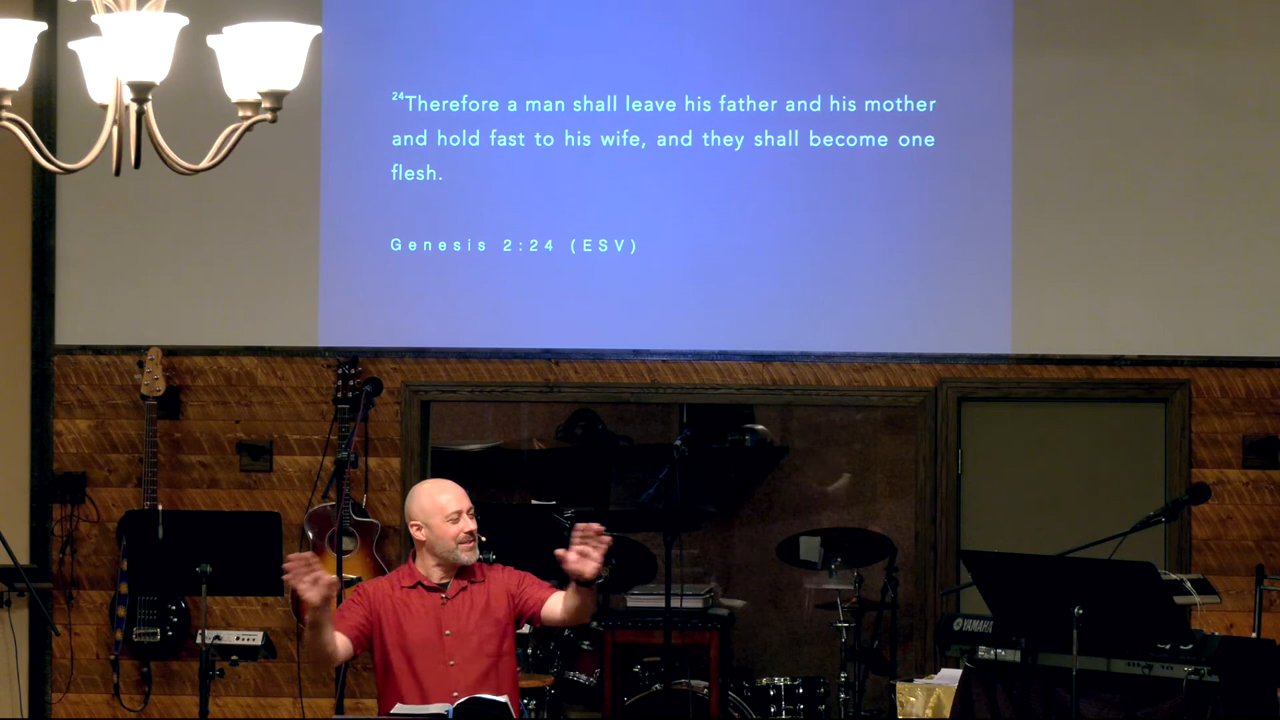 24Therefore a man shall leave his father and his mother
and hold fast to his wife, and they shall become one
flesh.
Genesis 2:24 (ESV)
YAMAHA